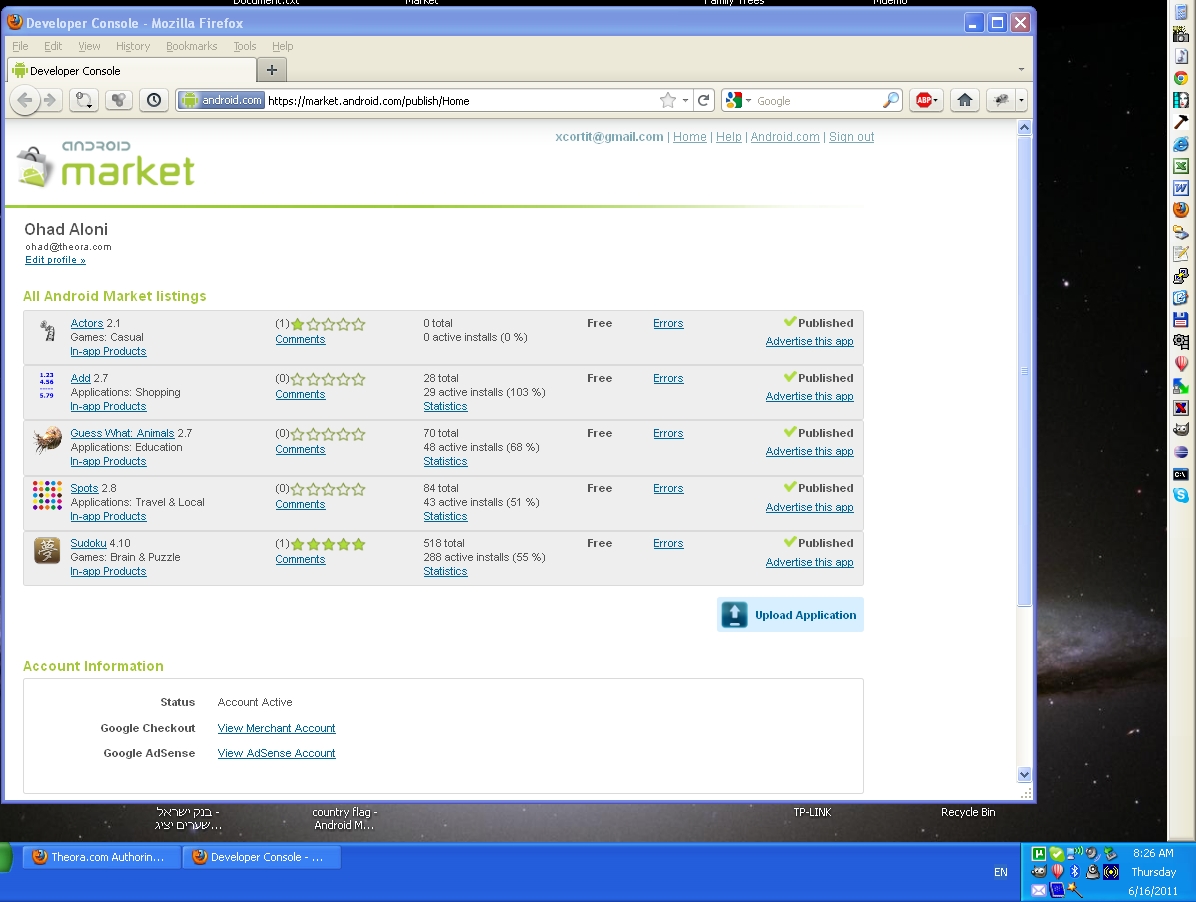 Document.txt Market Family Trees Mdemo
Developer Console - Mozilla Firefox
File Edit View History Bookmarks Tools Help
Developer Console
android.com https://market.android.com/publish/Home Google ABP
xcortit@gmail.com | Home | Help | Android.com | Sign out
android
market
Ohad Aloni
ohad@theora.com
Edit profile »
All Android Market listings
Actors 2.1 (1) 0 total Free Errors Published
Games: Casual Comments 0 active installs (0 %) Advertise this app
In-app Products
1.23
4.56
5.79
Add 2.7 (0) 28 total Free Errors Published
Applications: Shopping Comments 29 active installs (103 %) Advertise this app
In-app Products Statistics
Guess What: Animals 2.7 (0) 70 total Free Errors Published
Applications: Education Comments 48 active installs (68 %) Advertise this app
In-app Products Statistics
Spots 2.8 (0) 84 total Free Errors Published
Applications: Travel & Local Comments 43 active installs (51 %) Advertise this app
In-app Products Statistics
夢
Sudoku 4.10 (1) 518 total Free Errors Published
Games: Brain & Puzzle Comments 288 active installs (55 %) Advertise this app
In-app Products Statistics
Upload Application
Account Information
Status Account Active
Google Checkout View Merchant Account
Google AdSense View AdSense Account
בנק ישראל - country flag - TP-LINK Recycle Bin
שערים יציג... Android M...
Theora.com Authorin... Developer Console - ... EN 8:26 AM
Thursday
6/16/2011